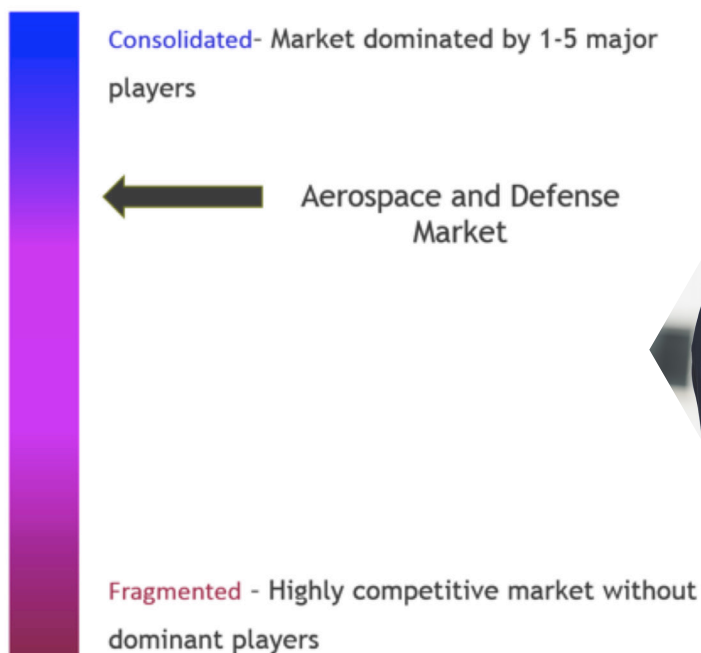 Consolidated– Market dominated by 1-5 major
players
Aerospace and Defense
Market
Fragmented - Highly competitive market without
dominant players